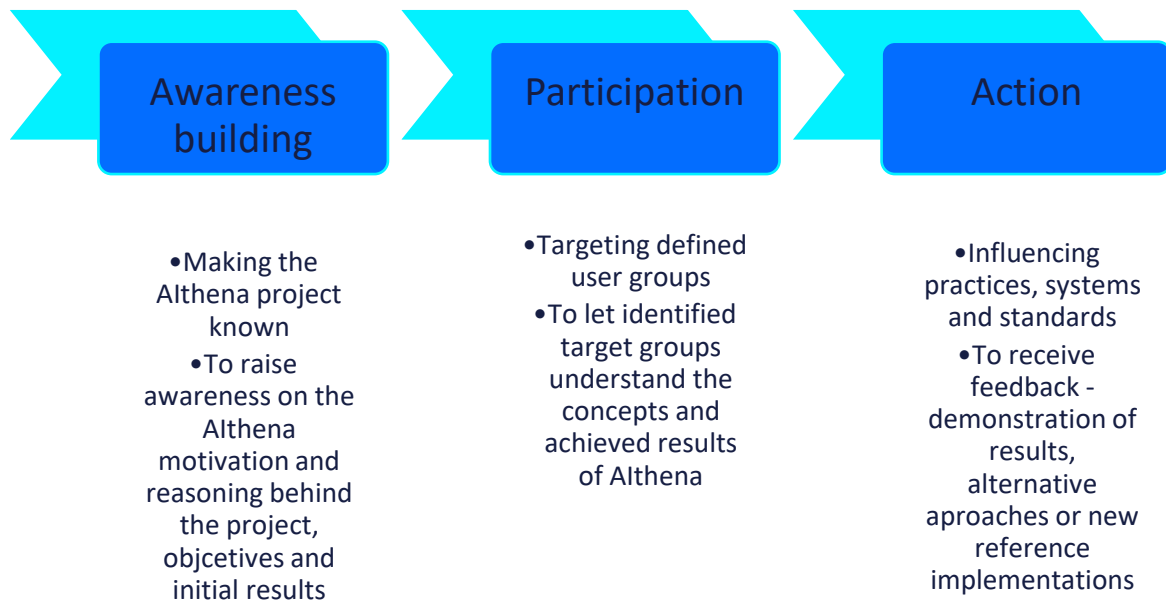 Awareness
building
•Making the
AIthena project
known
•To raise
awareness on the
AIthena
motivation and
reasoning behind
the project,
objcetives and
initial results
Participation
•Targeting defined
user groups
•To let identified
target groups
understand the
concepts and
achieved results
of AIthena
Action
•Influencing
practices, systems
and standards
•To receive
feedback -
demonstration of
results,
alternative
aproaches or new
reference
implementations